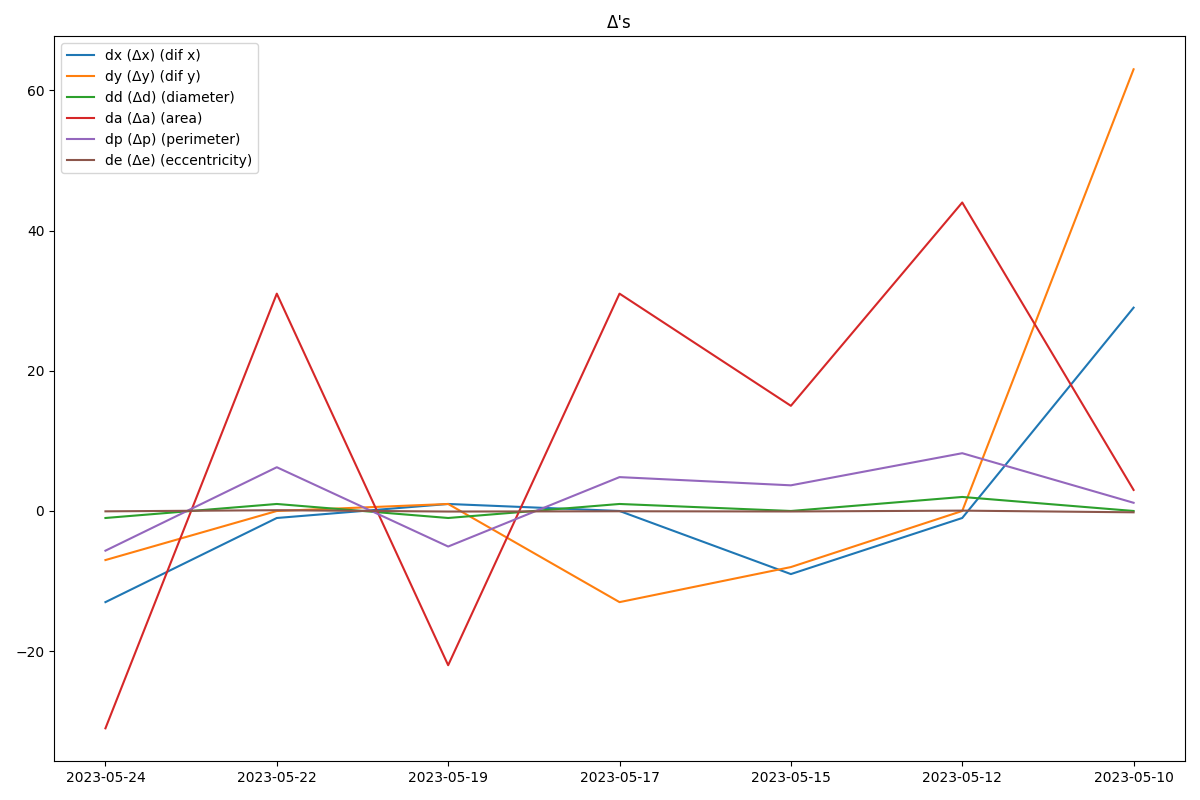 Δ's
dx (Δx) (dif x)
dy (Δy) (dif y)
dd (Δd) (diameter)
da (Δa) (area)
dp (Δp) (perimeter)
de (Δe) (eccentricity)
60
40
20
0
−20
2023-05-24 2023-05-22 2023-05-19 2023-05-17 2023-05-15 2023-05-12 2023-05-10